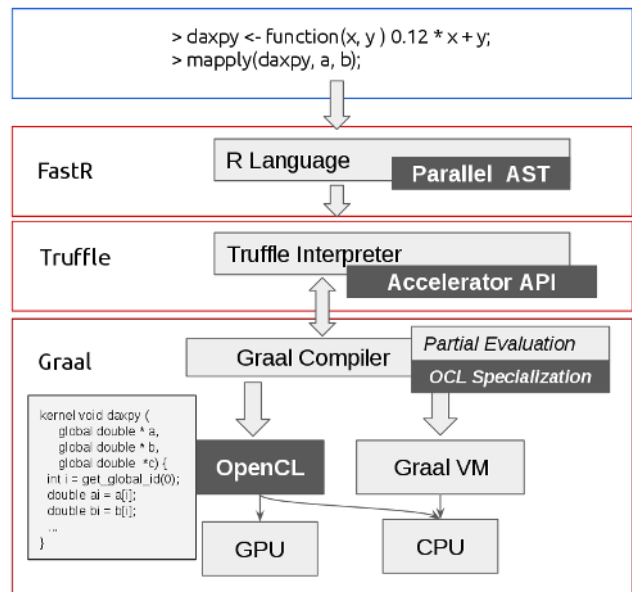 > daxpy <- function(x, y ) 0.12 * x + y;
> mapply(daxpy, a, b);
FastR
R Language
Parallel AST
Truffle
Truffle Interpreter
Accelerator API
Graal
Graal Compiler
Partial Evaluation
OCL Specialization
kernel void daxpy (
global double * a,
global double * b,
global double *c) {
int i = get_global_id(0);
double ai = a[i];
double bi = b[i];
...
}
OpenCL
Graal VM
GPU
CPU